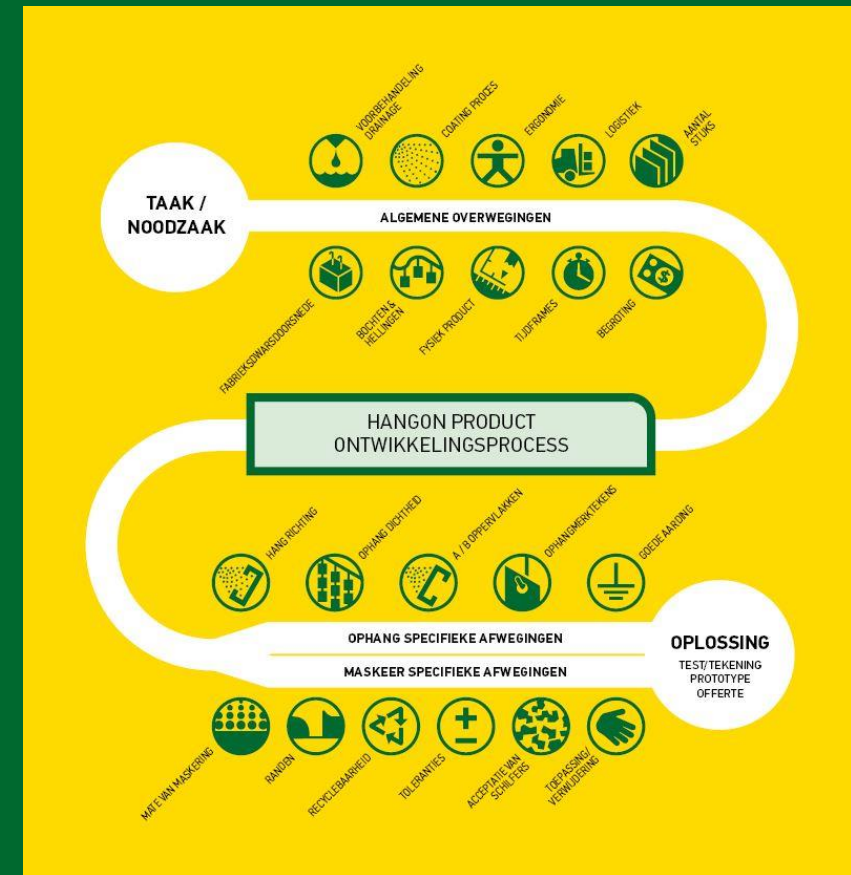 VOORBEHANDELING
DRAINAGE
COATING PROCES
ERGONOMIE
LOGISTIEK
AANTAL
STUKS
TAAK /
NOODZAAK
ALGEMENE OVERWEGINGEN
FABRIEKSDWARSDOORSNEDE
BOCHTEN &
HELLINGEN
FYSIEK PRODUCT
TIJDFRAMES
BEGROTING
HANGON PRODUCT
ONTWIKKELINGSPROCESS
HANG RICHTING
OPHANG DICHTHEID
A / B OPPERVLAKKEN
OPHANGMERKTEKENS
GOEDE AARDING
OPHANG SPECIFIEKE AFWEGINGEN
MASKEER SPECIFIEKE AFWEGINGEN
OPLOSSING
TEST/TEKENING
PROTOTYPE
OFFERTE
MATE VAN MASKERING
RANDEN
RECYCLEBAARHEID
TOLERANTIES
ACCEPTATIE VAN
SCHILFERS
TOEPASSING/
VERWIJDERING